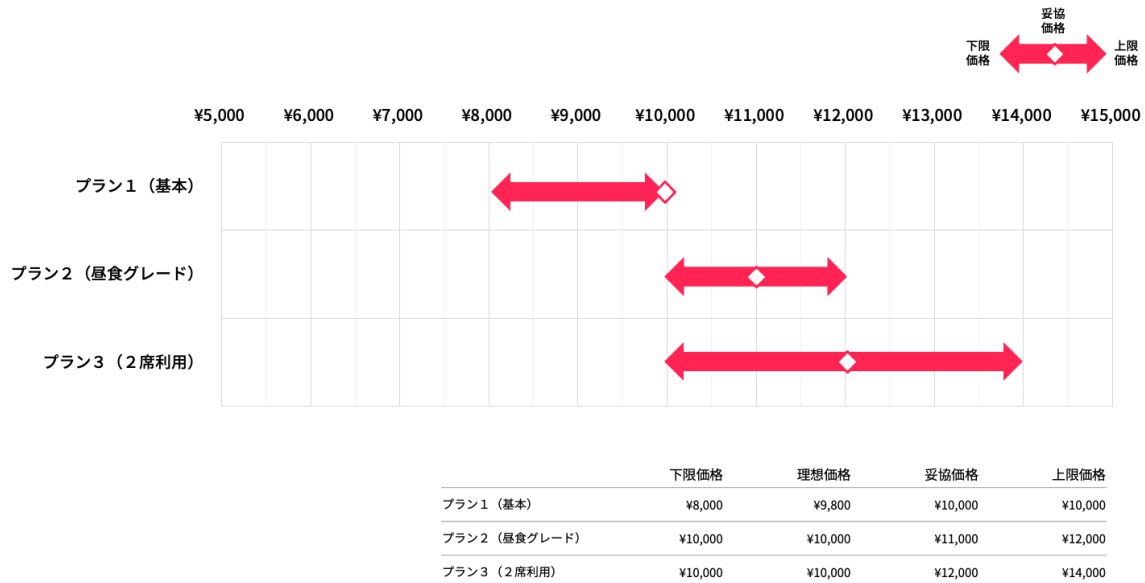 妥協
価格
下限
価格
上限
価格
¥5,000 ¥6,000 ¥7,000 ¥8,000 ¥9,000 ¥10,000 ¥11,000 ¥12,000 ¥13,000 ¥14,000 ¥15,000
プラン１（基本）
プラン２（昼食グレード）
プラン３（２席利用）
下限価格 理想価格 妥協価格 上限価格
プラン１（基本） ¥8,000 ¥9,800 ¥10,000 ¥10,000
プラン２（昼食グレード） ¥10,000 ¥10,000 ¥11,000 ¥12,000
プラン３（２席利用） ¥10,000 ¥10,000 ¥12,000 ¥14,000